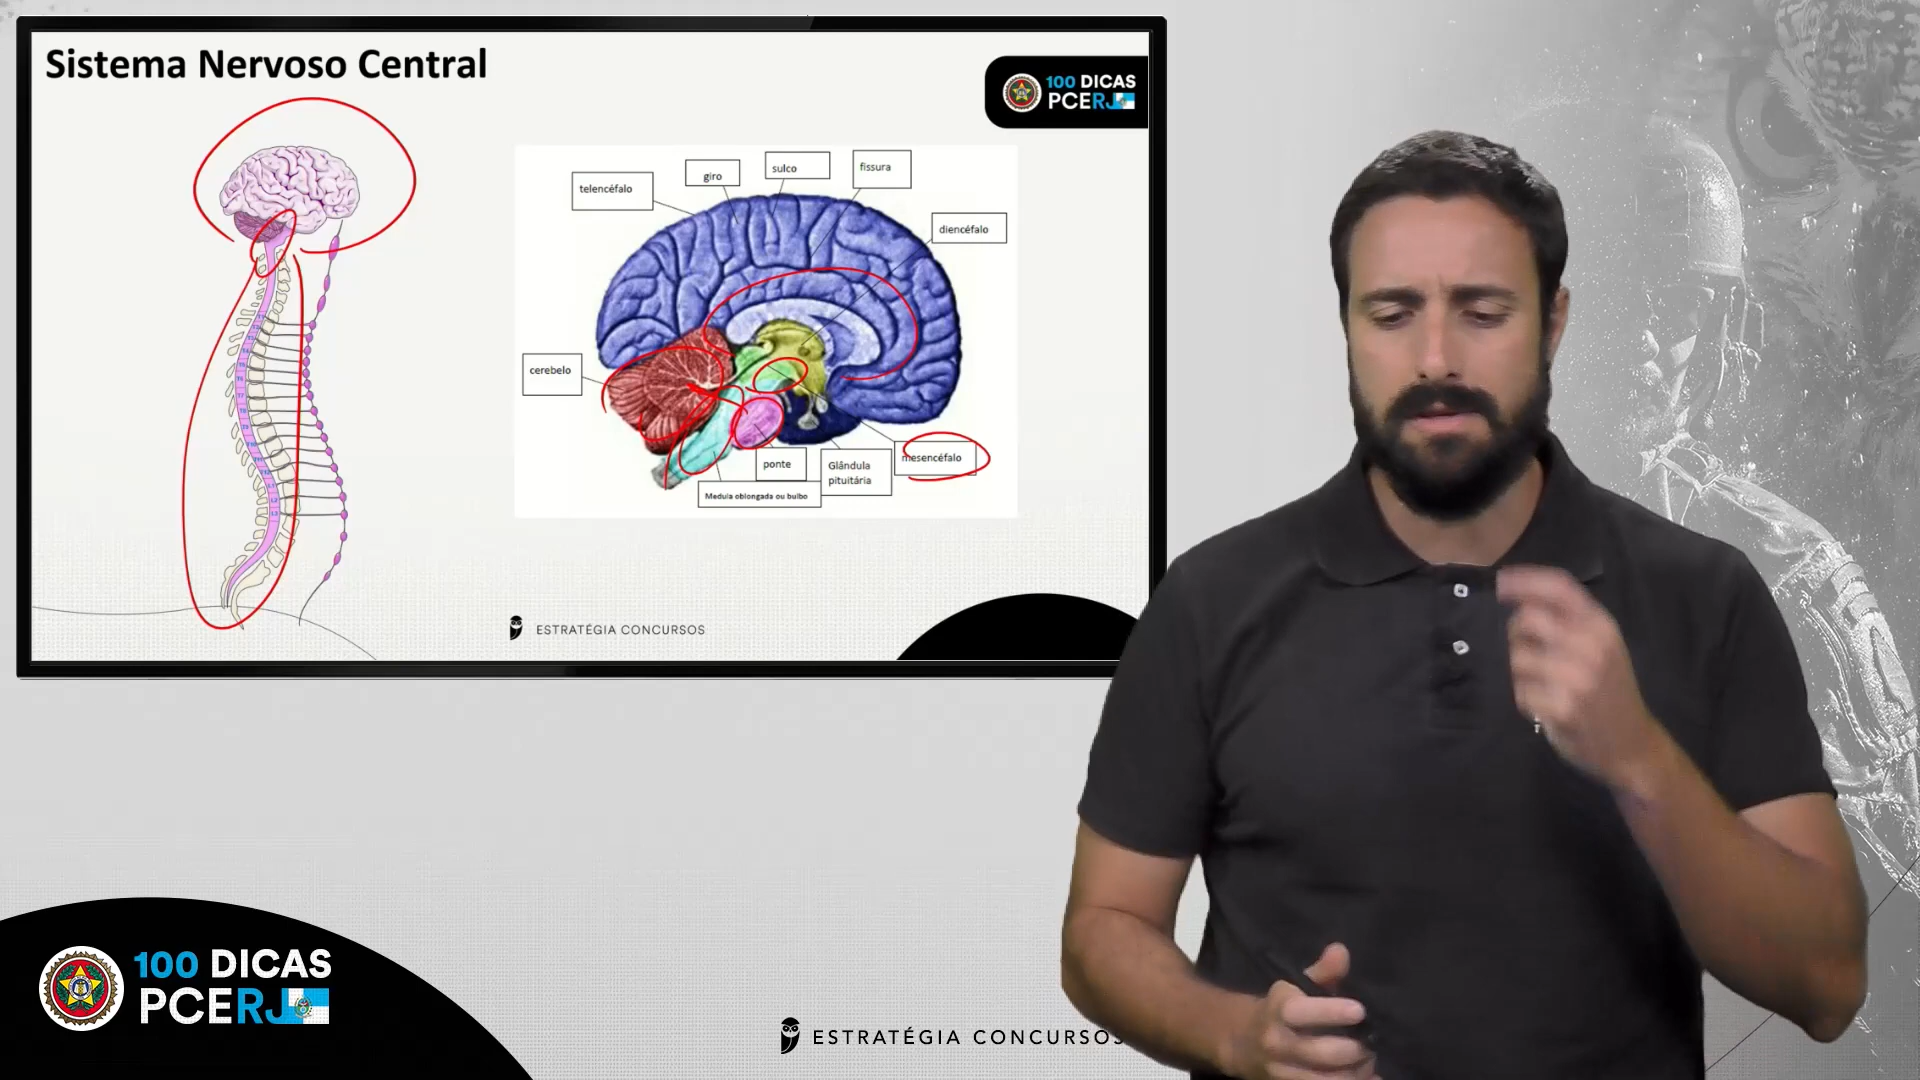 Sistema Nervoso Central
100 DICAS
PCERJ
telencéfalo
giro
sulco
fissura
diencéfalo
cerebelo
ponte
Glândula
pituitária
mesencéfalo
Medula oblongada ou bulbo
ESTRATÉGIA CONCURSOS
100 DICAS
PCERJ
ESTRATÉGIA CONCURSOS